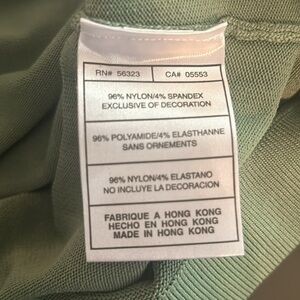 RN# 56323 CA# 05553
96% NYLON/4% SPANDEX
EXCLUSIVE OF DECORATION
96% POLYAMIDE/4% ELASTHANNE
SANS ORNEMENTS
96% NYLON/4% ELASTANO
NO INCLUYE LA DECORACION
FABRIQUE A HONG KONG
HECHO EN HONG KONG
MADE IN HONG KONG